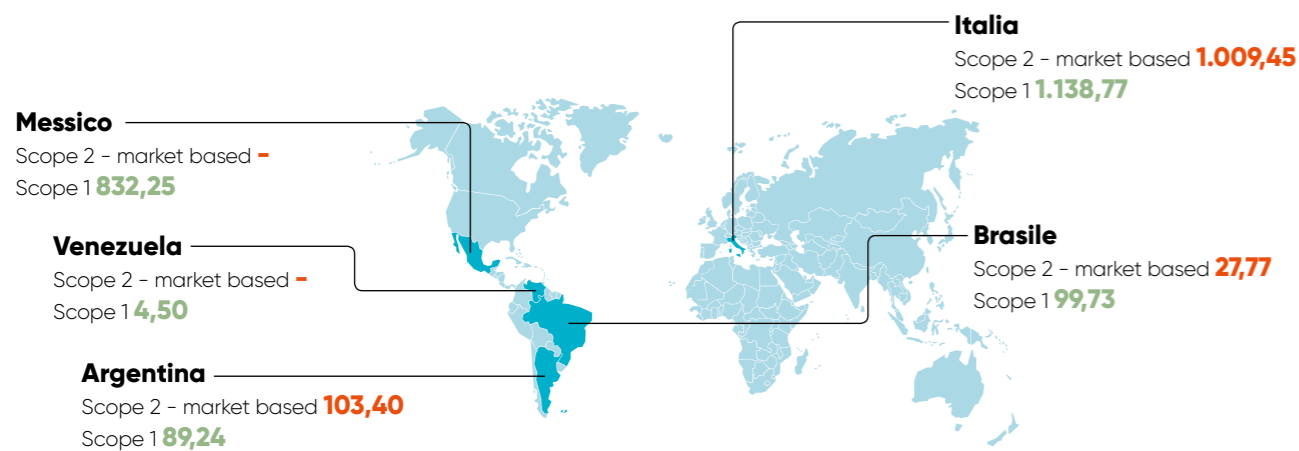 Italia
Scope 2 - market based 1.009,45
Scope 1 1.138,77
Messico
Scope 2 - market based -
Scope 1 832,25
Venezuela
Scope 2 - market based -
Scope 1 4,50
Brasile
Scope 2 - market based 27,77
Scope 1 99,73
Argentina
Scope 2 - market based 103,40
Scope 1 89,24